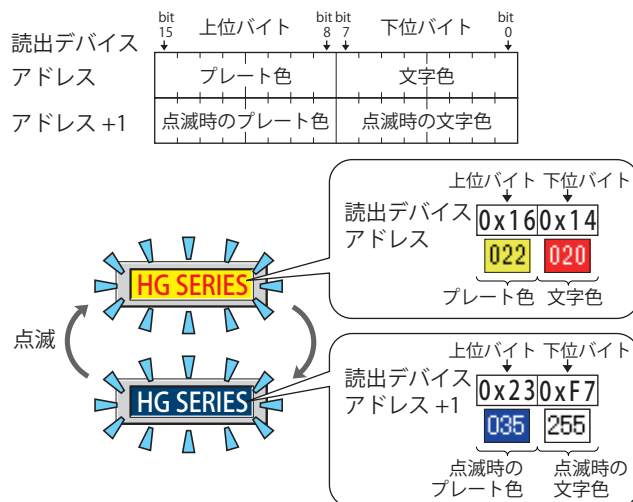 bit 15 上位バイト bit 8 bit 7 下位バイト bit 0
読出デバイス
アドレス プレート色 文字色
アドレス +1 点滅時のプレート色 点滅時の文字色
上位バイト 下位バイト
読出デバイス
アドレス
0x16 0x14
022 020
プレート色 文字色
HG SERIES
点滅
HG SERIES
上位バイト 下位バイト
読出デバイス
アドレス +1
0x23 0xF7
035 255
点滅時の
プレート色
点滅時の
文字色